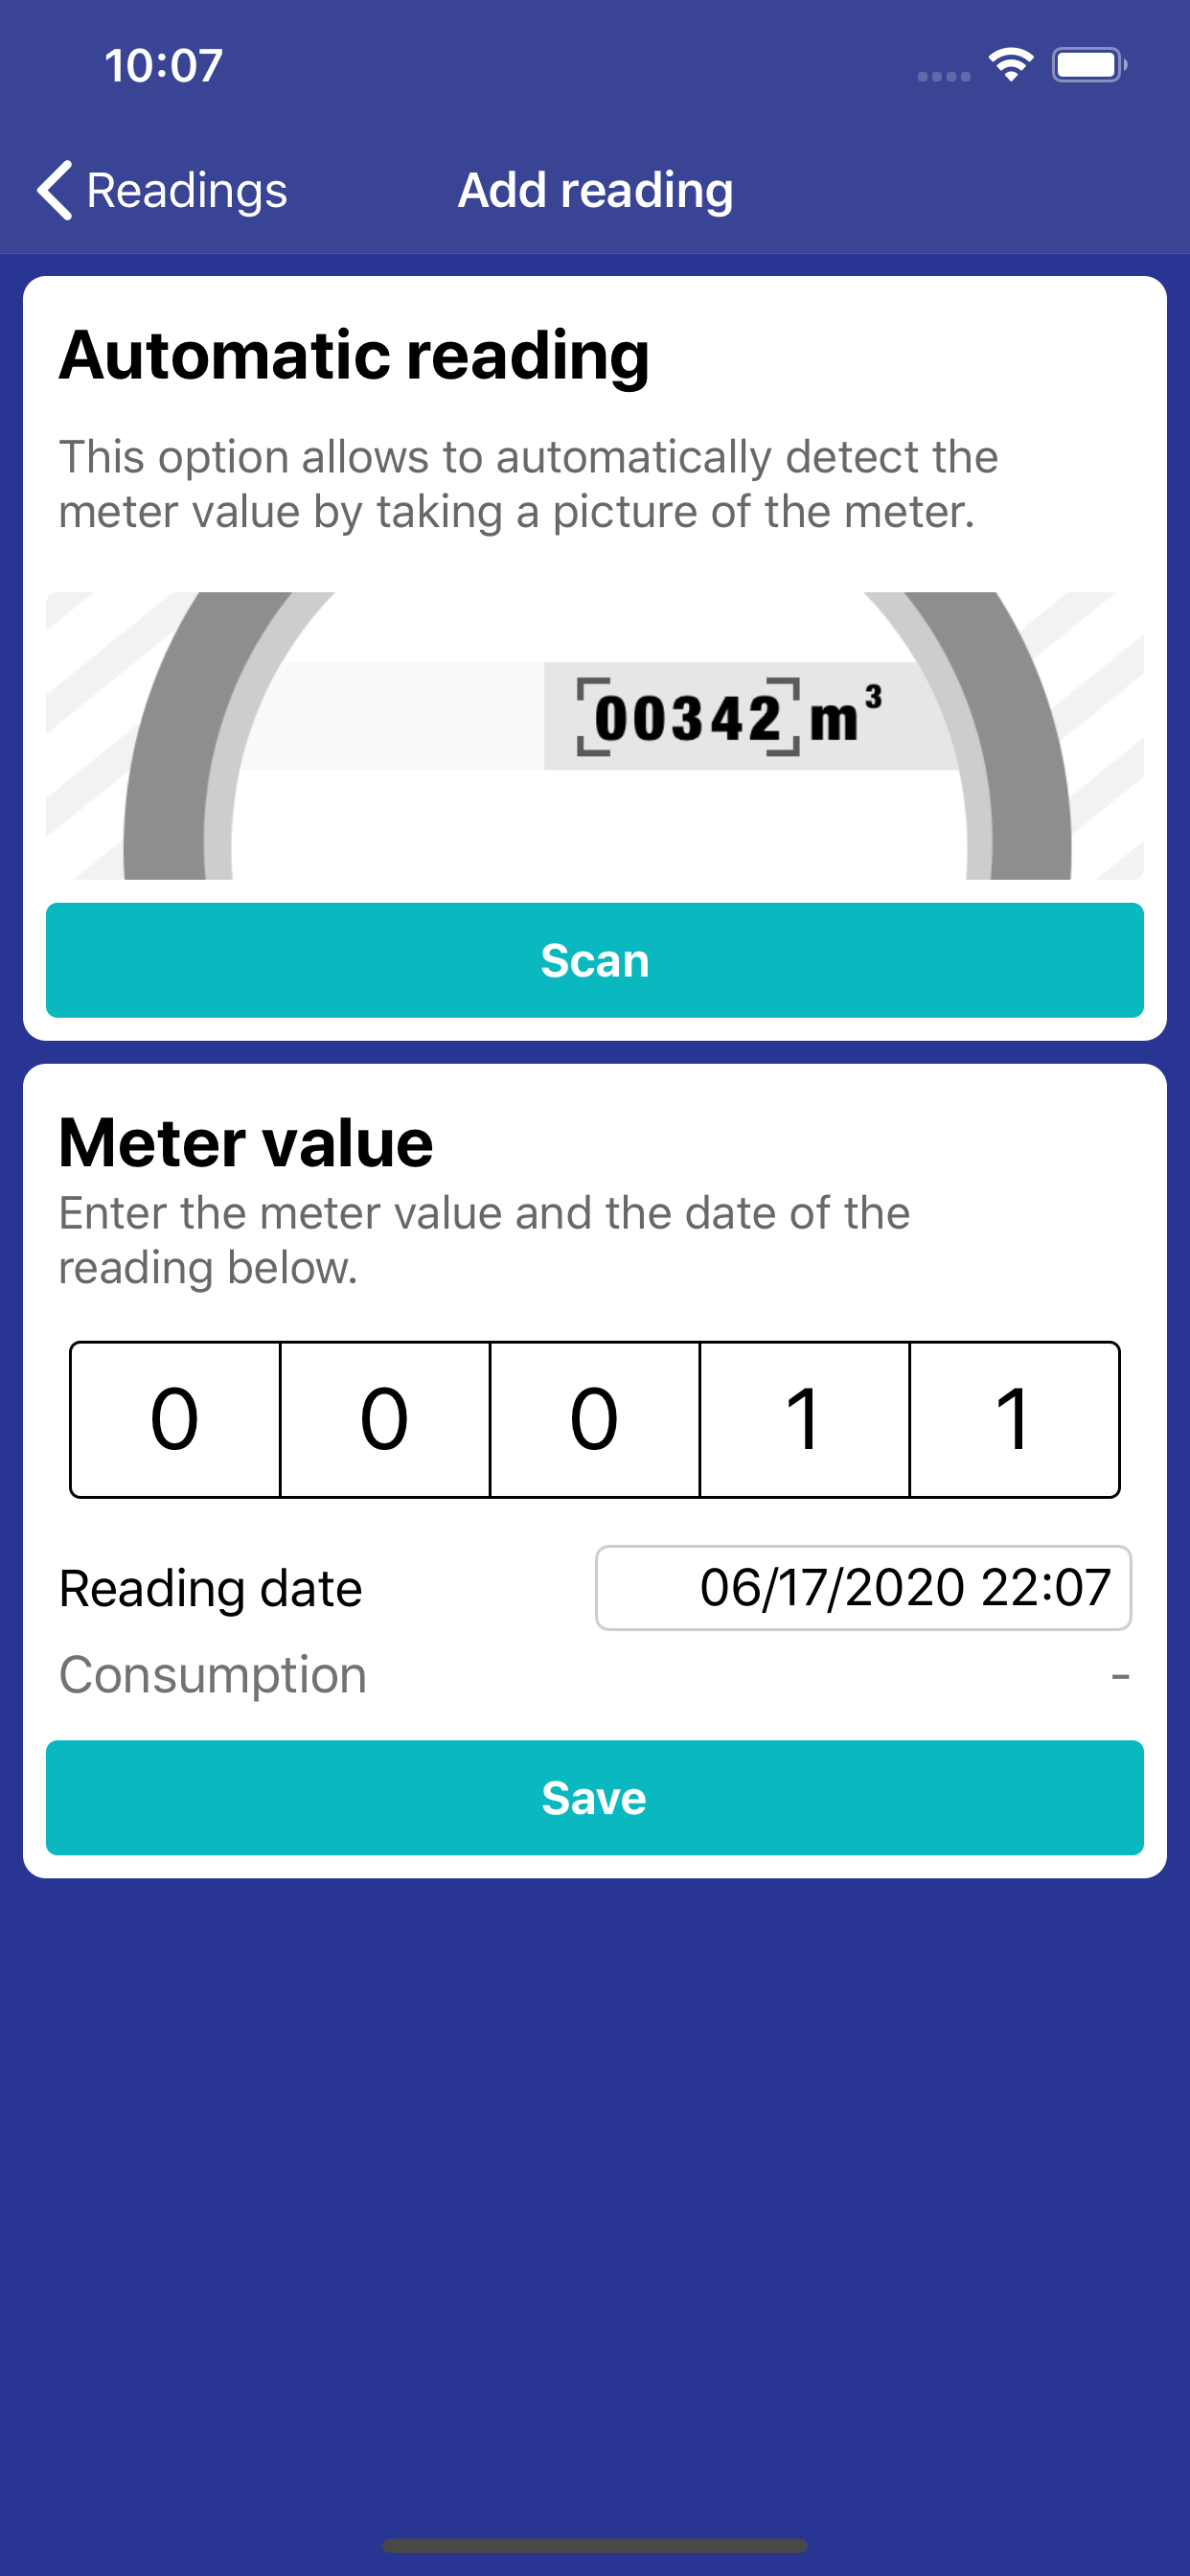 10:07
Readings
Add reading
Automatic reading
This option allows to automatically detect the
meter value by taking a picture of the meter.
00342 m³
Scan
Meter value
Enter the meter value and the date of the
reading below.
0 0 0 1 1
Reading date 06/17/2020 22:07
Consumption -
Save